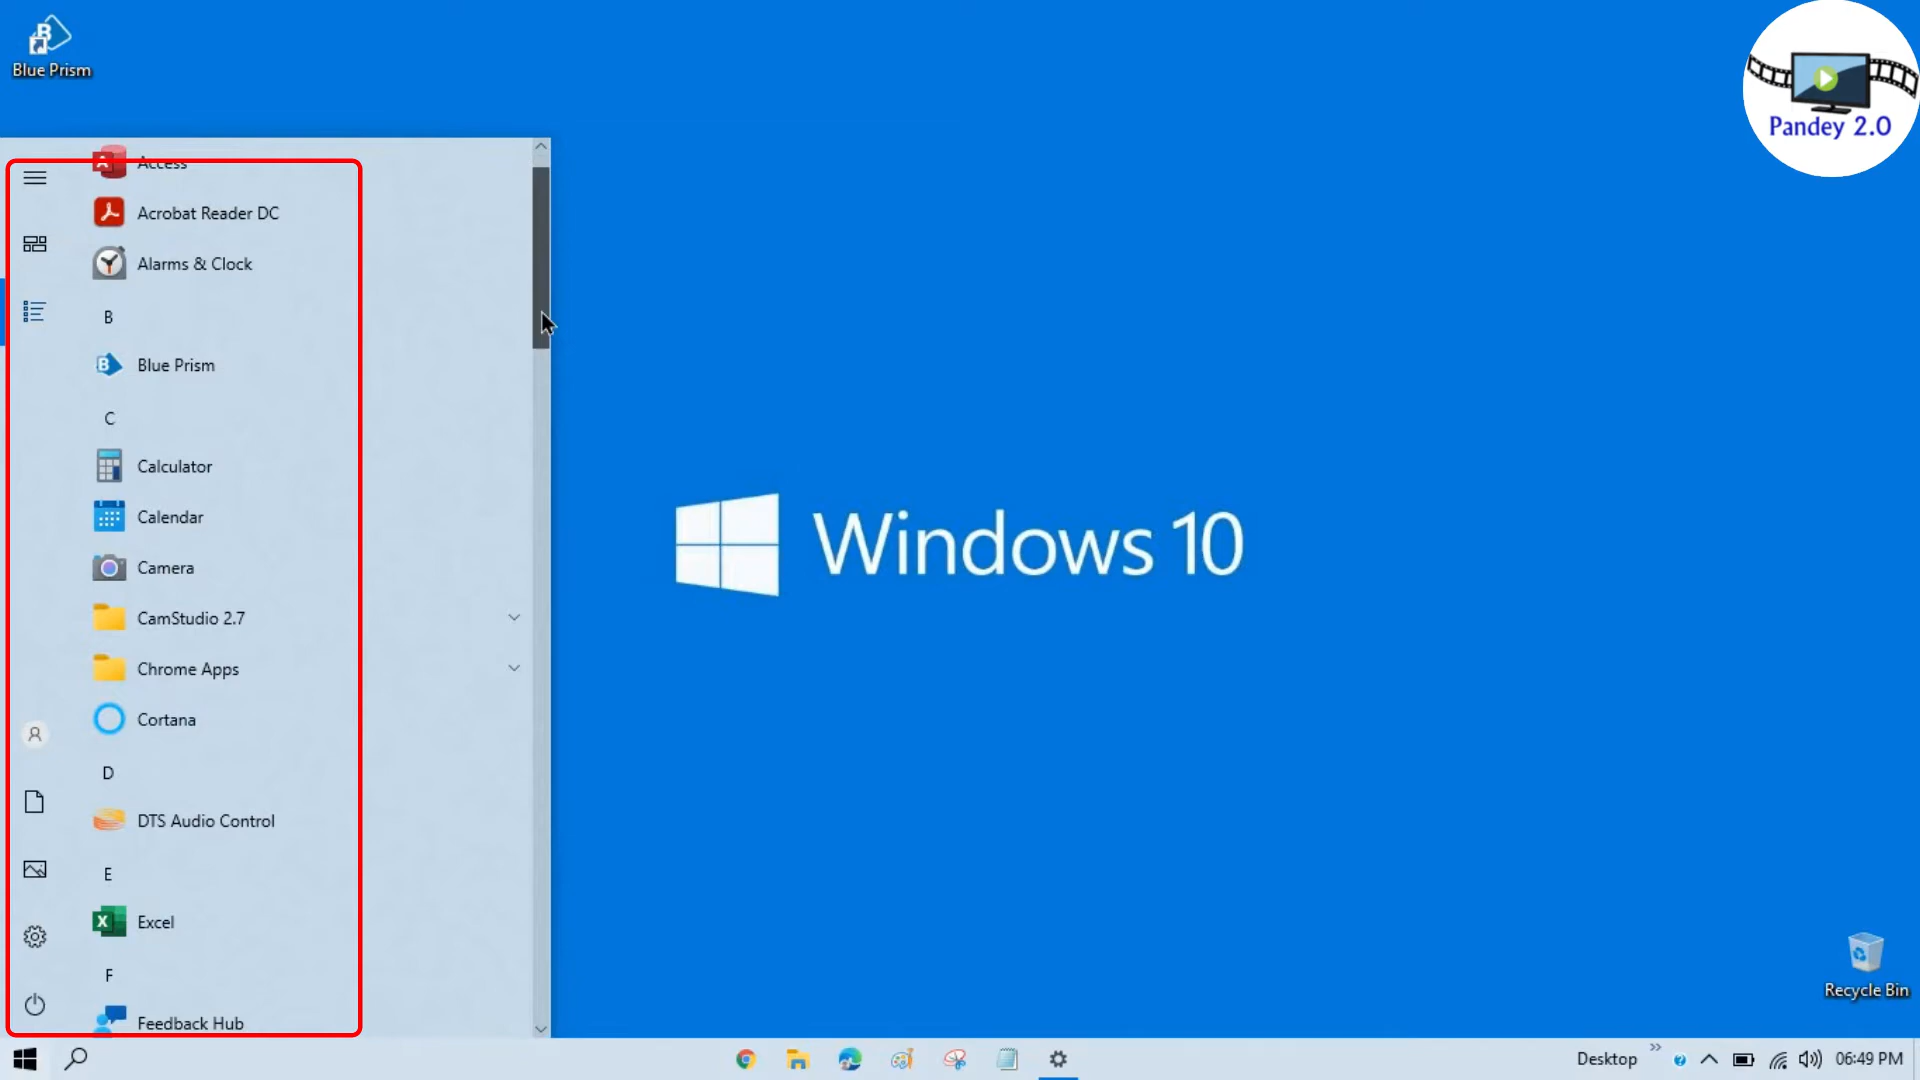 Blue Prism
Pandey 2.0
Access
Acrobat Reader DC
Alarms & Clock
B
Blue Prism
C
Calculator
Calendar
Camera
CamStudio 2.7
Chrome Apps
Cortana
D
DTS Audio Control
E
Excel
F
Feedback Hub
Windows 10
Recycle Bin
Desktop
06:49 PM